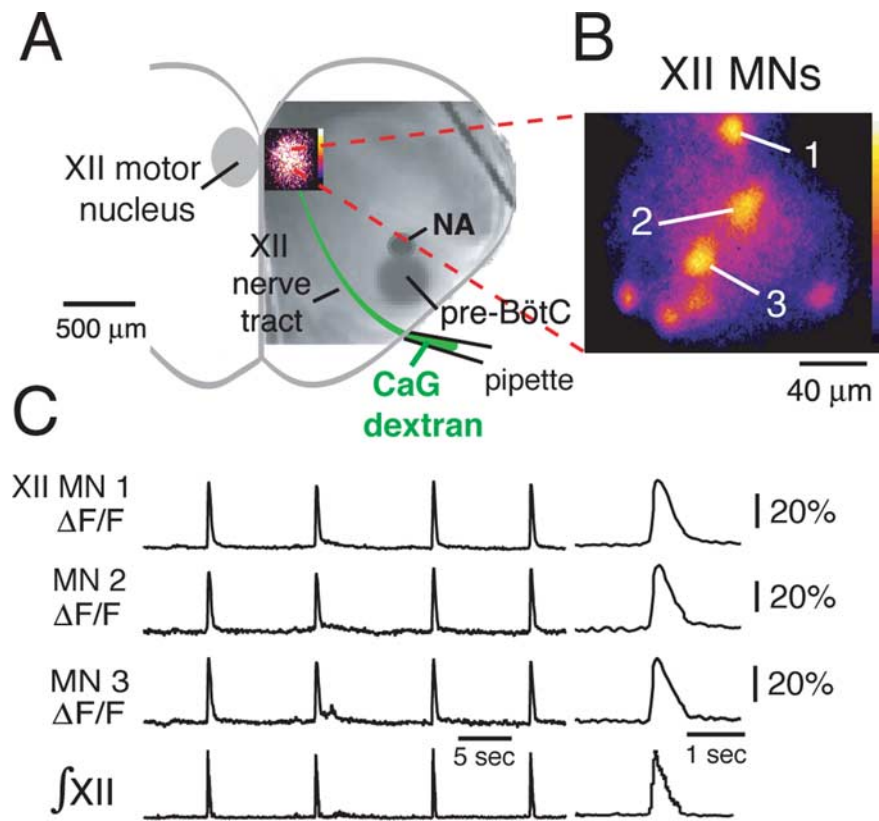 A
B
XII MNs
XII motor
nucleus
NA
XII
nerve
tract
pre-BötC
500 μm
CaG
dextran
pipette
1
2
3
40 μm
C
XII MN 1
ΔF/F
20%
MN 2
ΔF/F
20%
MN 3
ΔF/F
20%
5 sec
1 sec
∫XII